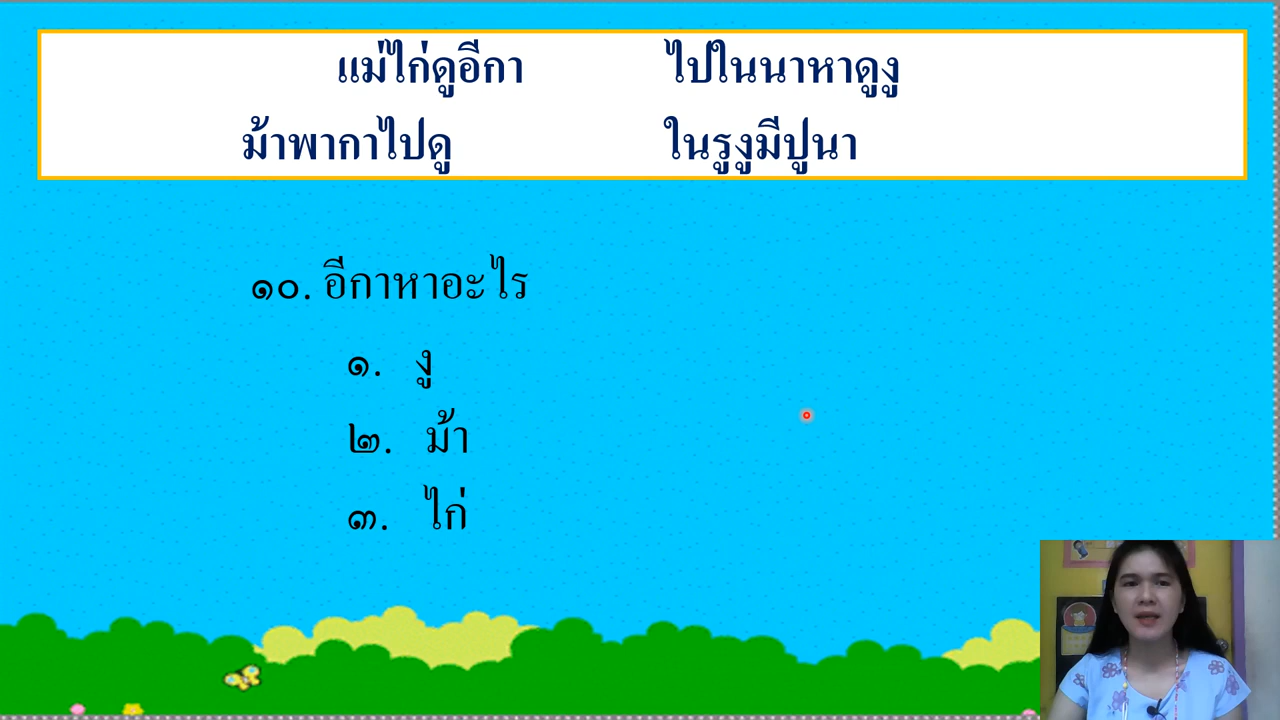 แม่ไก่ดูอีกา ไปในนาหาดูงู
ม้าพากาไปดู ในรูงูมีปูนา
๑๐. อีกาหาอะไร
๑. งู
๒. ม้า
๓. ไก่